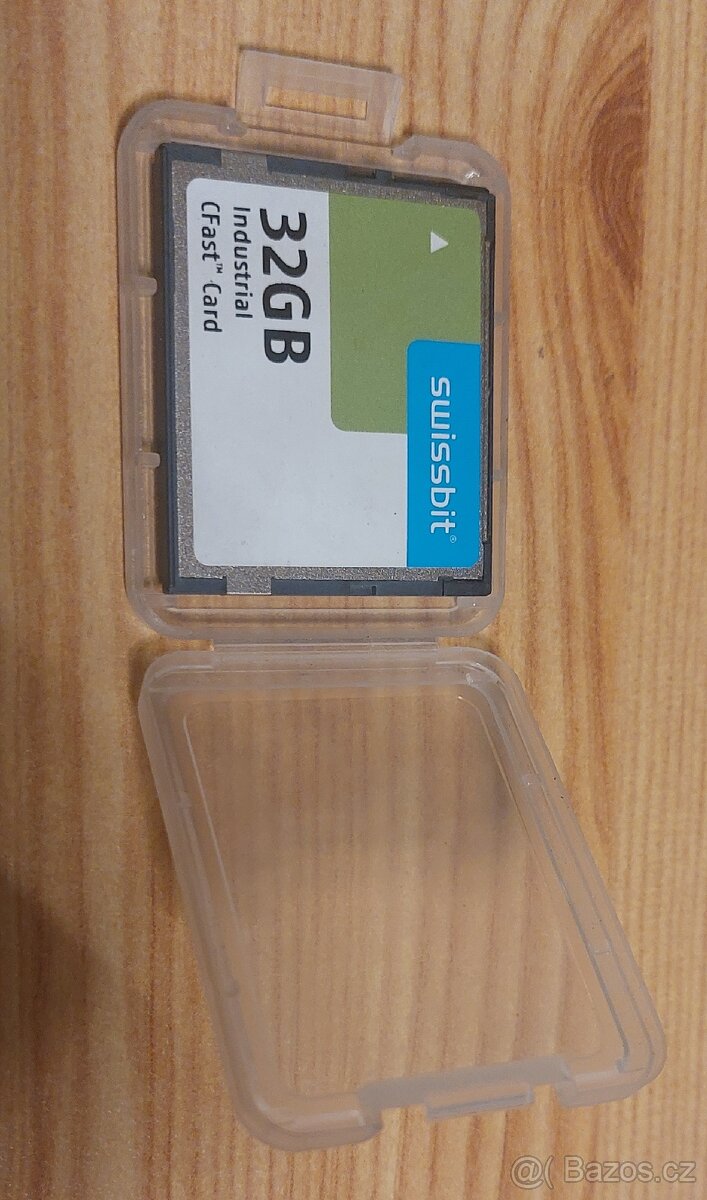 swissbit®
32GB
Industrial
CFast™ Card
@( Bazos.cz